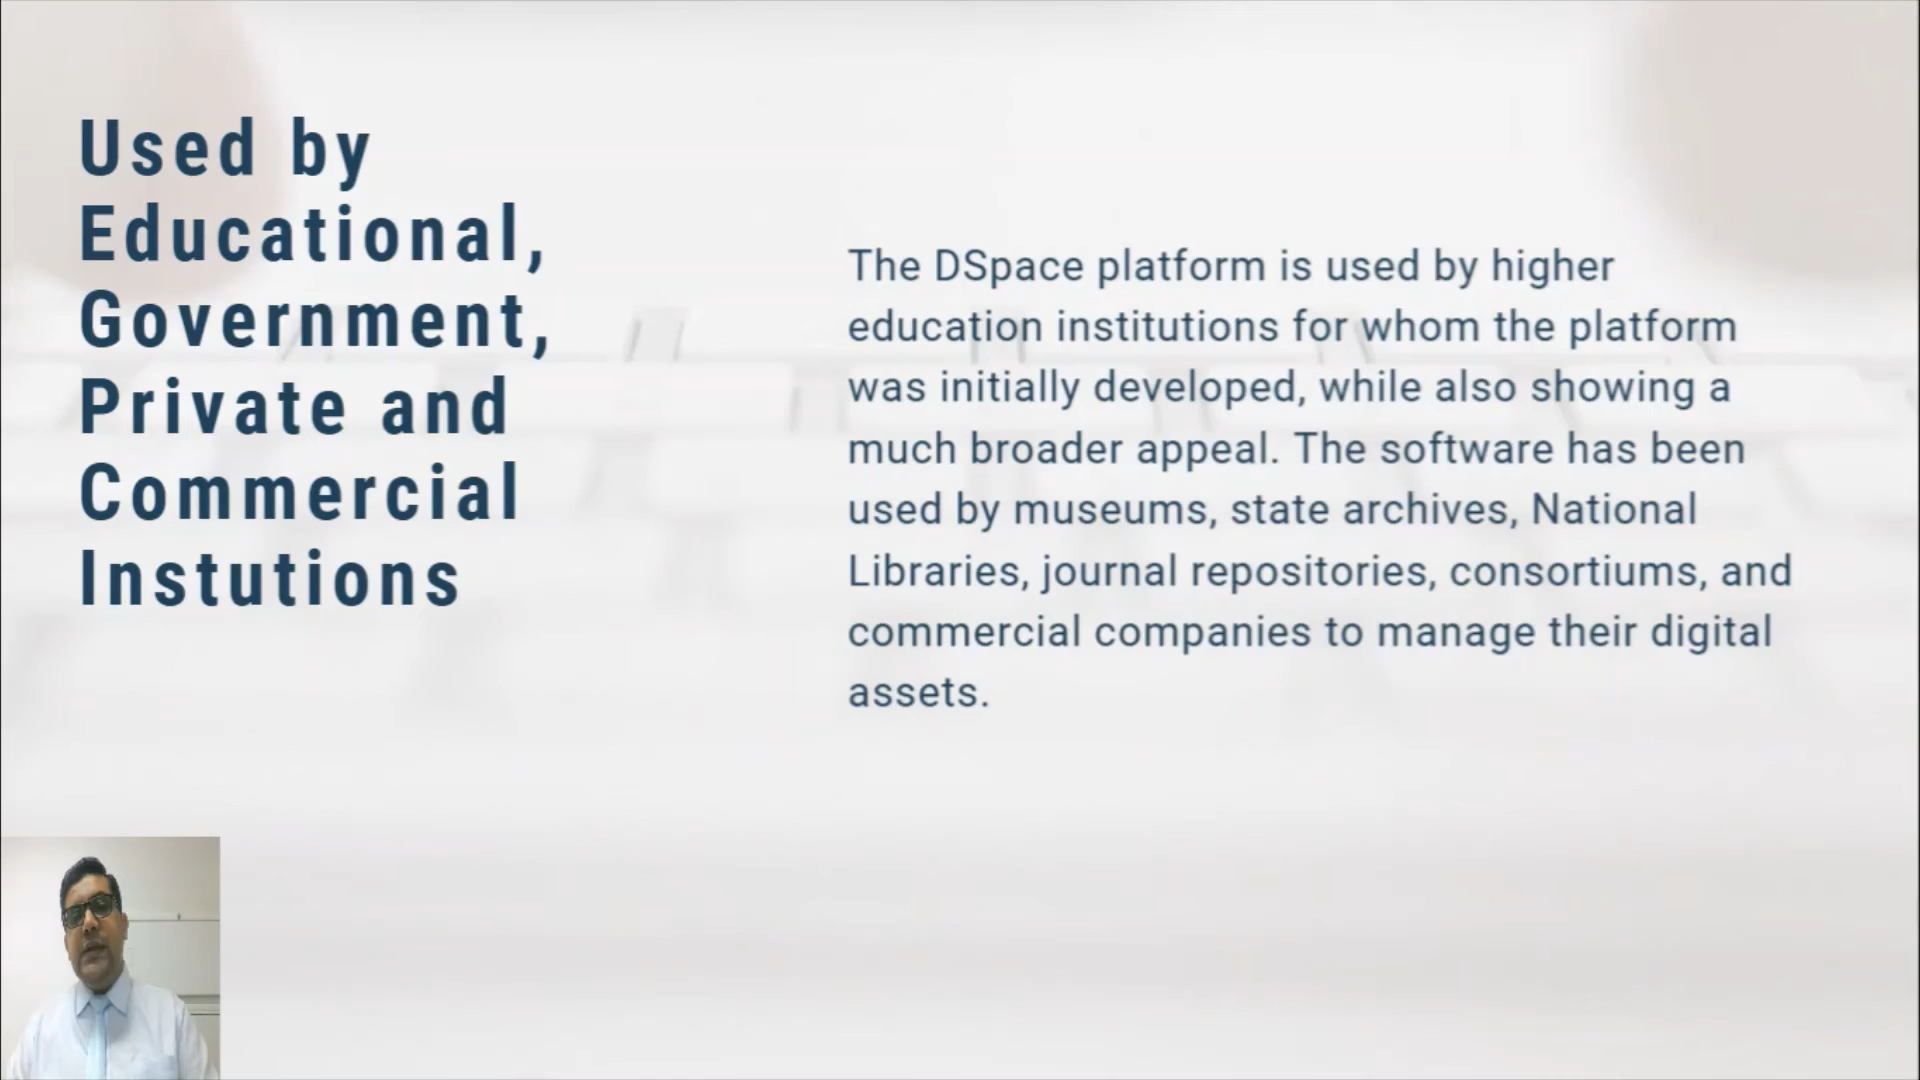 Used by
Educational,
Government,
Private and
Commercial
Instutions
The DSpace platform is used by higher
education institutions for whom the platform
was initially developed, while also showing a
much broader appeal. The software has been
used by museums, state archives, National
Libraries, journal repositories, consortiums, and
commercial companies to manage their digital
assets.